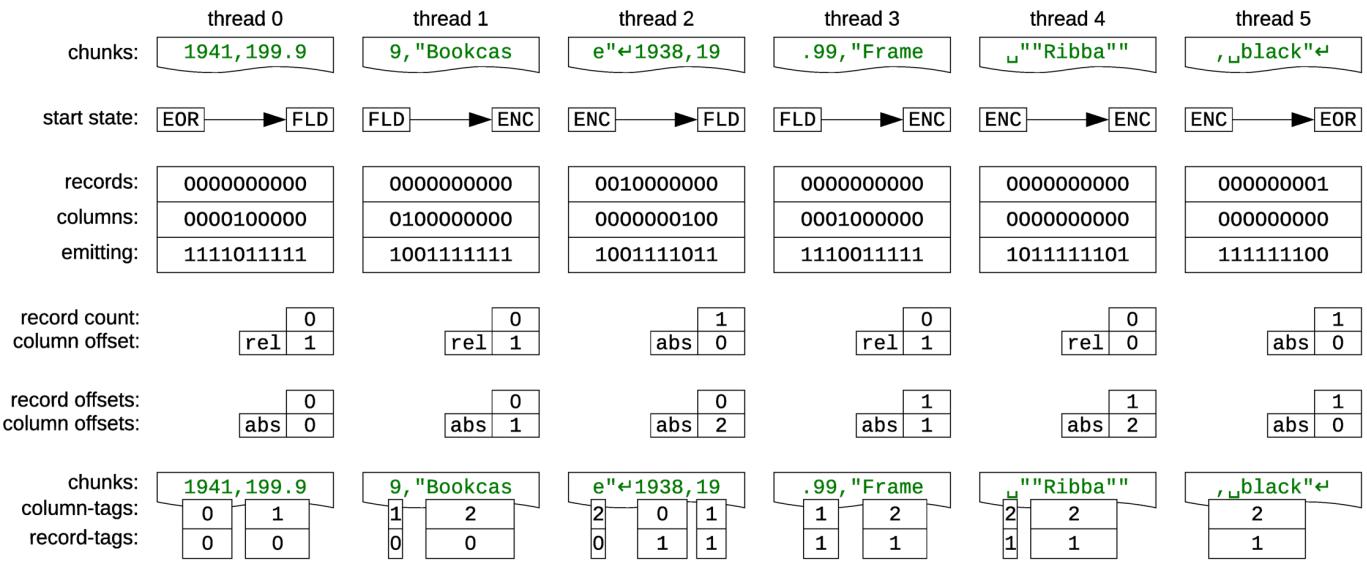 thread 0 thread 1 thread 2 thread 3 thread 4 thread 5
chunks: 1941,199.9 9,"Bookcas e"↵1938,19 .99,"Frame ␣""Ribba"" ,␣black"↵
start state: EOR FLD FLD ENC ENC FLD FLD ENC ENC ENC ENC EOR
records: 0000000000 0000000000 0010000000 0000000000 0000000000 000000001
columns: 0000100000 0100000000 0000000100 0001000000 0000000000 000000000
emitting: 1111011111 1001111111 1001111011 1110011111 1011111101 111111100
record count: 0 0 1 0 0 1
column offset: rel 1 rel 1 abs 0 rel 1 rel 0 abs 0
record offsets: 0 0 0 1 1 1
column offsets: abs 0 abs 1 abs 2 abs 1 abs 2 abs 0
chunks: 1941,199.9 9,"Bookcas e"↵1938,19 .99,"Frame ␣""Ribba"" ,␣black"↵
column-tags: 0 1 1 2 2 0 1 1 2 2 2 2
record-tags: 0 0 0 0 0 1 1 1 1 1 1 1